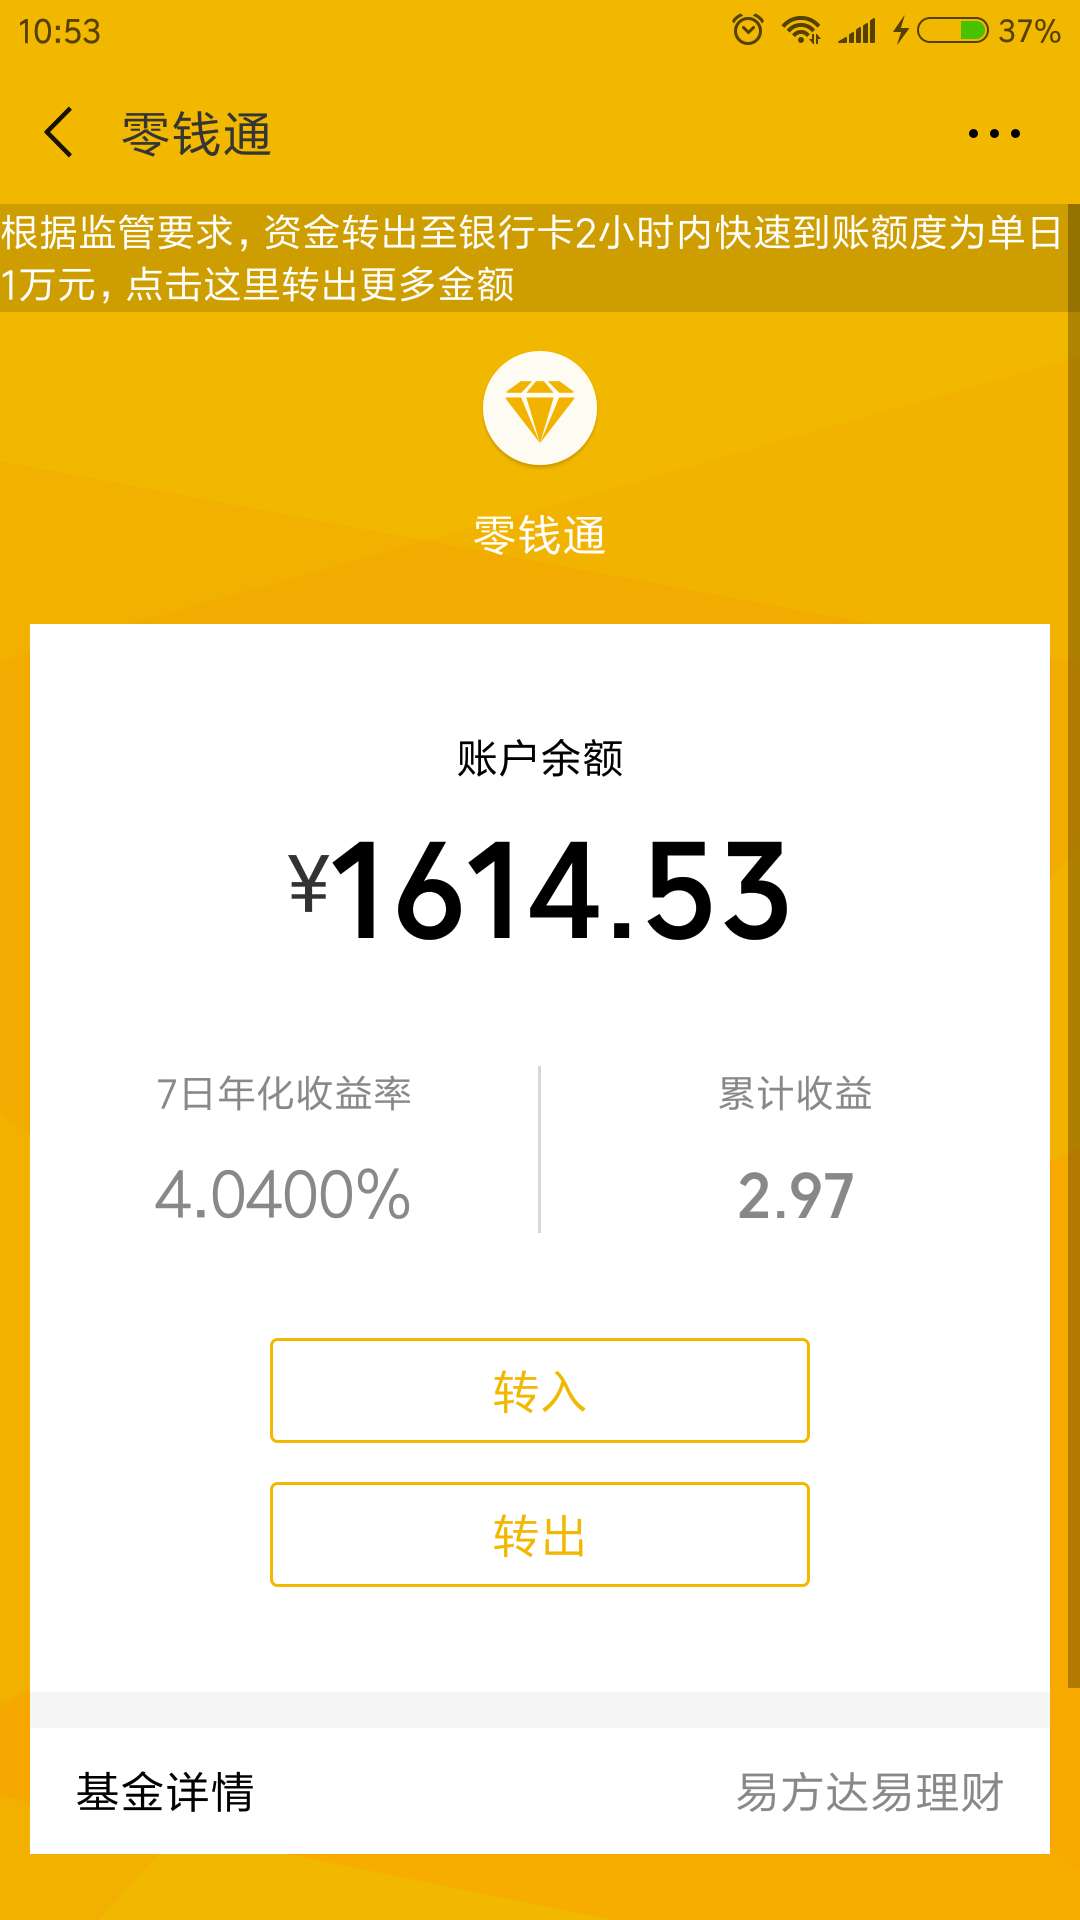 10:53
37%
零钱通
根据监管要求，资金转出至银行卡2小时内快速到账额度为单日
1万元，点击这里转出更多金额
零钱通
账户余额
¥1614.53
7日年化收益率
累计收益
4.0400%
2.97
转入
转出
基金详情
易方达易理财